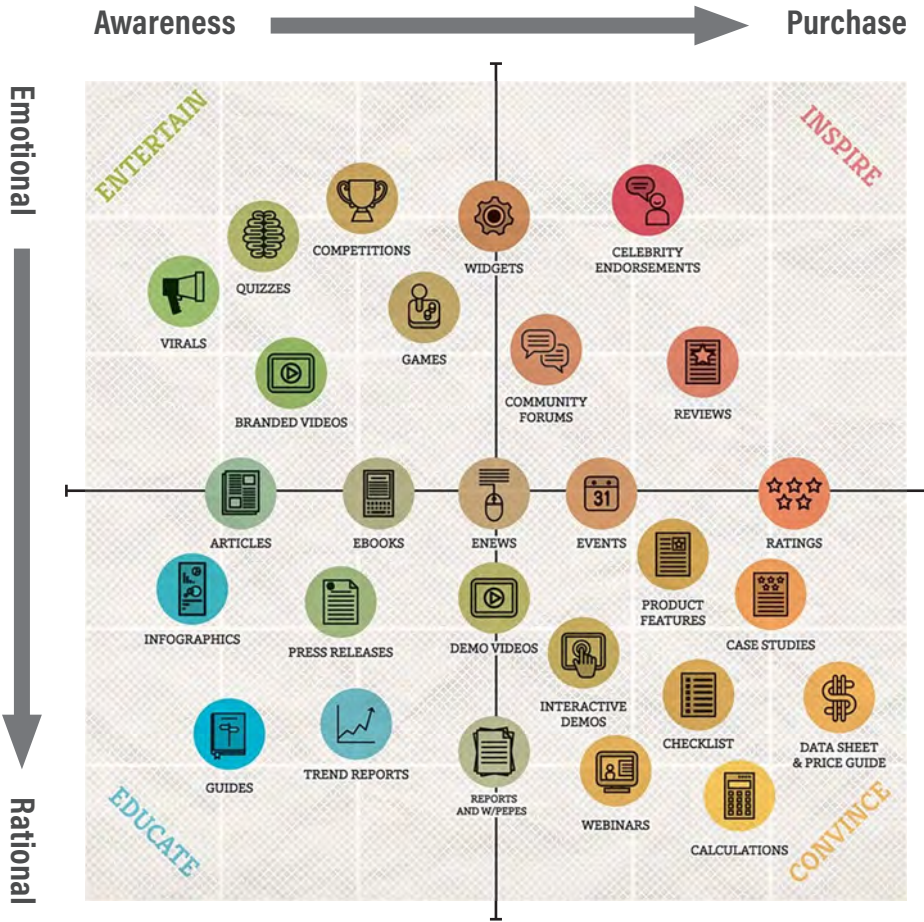 Awareness
Purchase
Emotional
Rational
ENTERTAIN
INSPIRE
COMPETITIONS
WIDGETS
CELEBRITY
ENDORSEMENTS
QUIZZES
VIRALS
GAMES
BRANDED VIDEOS
COMMUNITY
FORUMS
REVIEWS
31
ARTICLES
EBOOKS
ENEWS
EVENTS
RATINGS
INFOGRAPHICS
PRESS RELEASES
DEMO VIDEOS
PRODUCT
FEATURES
CASE STUDIES
INTERACTIVE
DEMOS
CHECKLIST
DATA SHEET
& PRICE GUIDE
GUIDES
TREND REPORTS
REPORTS
AND W/PEPES
WEBINARS
CALCULATIONS
EDUCATE
CONVINCE